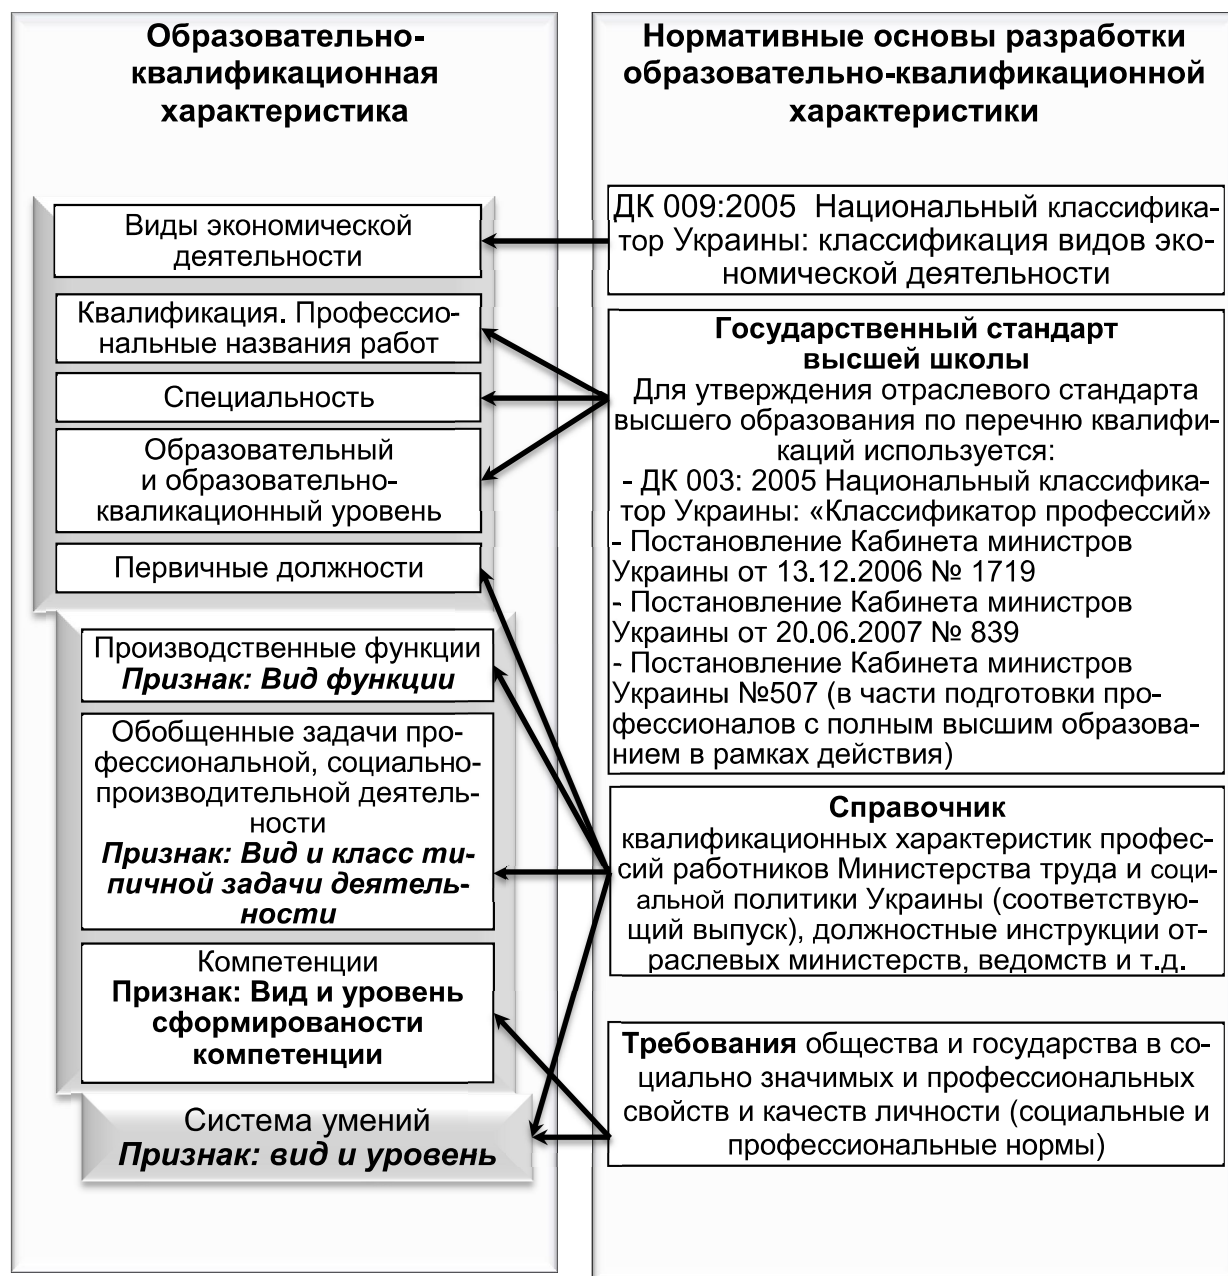 Образовательно-
квалификационная
характеристика
Виды экономической
деятельности
Квалификация. Профессио-
нальные названия работ
Специальность
Образовательный
и образовательно-
кваликационный уровень
Первичные должности
Производственные функции
Признак: Вид функции
Обобщенные задачи про-
фессиональной, социально-
производительной деятель-
ности
Признак: Вид и класс ти-
пичной задачи деятель-
ности
Компетенции
Признак: Вид и уровень
сформированости
компетенции
Система умений
Признак: вид и уровень
Нормативные основы разработки
образовательно-квалификационной
характеристики
ДК 009:2005 Национальный классифика-
тор Украины: классификация видов эко-
номической деятельности
Государственный стандарт
высшей школы
Для утверждения отраслевого стандарта
высшего образования по перечню квалифи-
каций используется:
- ДК 003: 2005 Национальный классифика-
тор Украины: «Классификатор профессий»
- Постановление Кабинета министров
Украины от 13.12.2006 № 1719
- Постановление Кабинета министров
Украины от 20.06.2007 № 839
- Постановление Кабинета министров
Украины №507 (в части подготовки про-
фессионалов с полным высшим образова-
нием в рамках действия)
Справочник
квалификационных характеристик профес-
сий работников Министерства труда и соци-
альной политики Украины (соответствую-
щий выпуск), должностные инструкции от-
раслевых министерств, ведомств и т.д.
Требования общества и государства в со-
циально значимых и профессиональных
свойств и качеств личности (социальные и
профессиональные нормы)